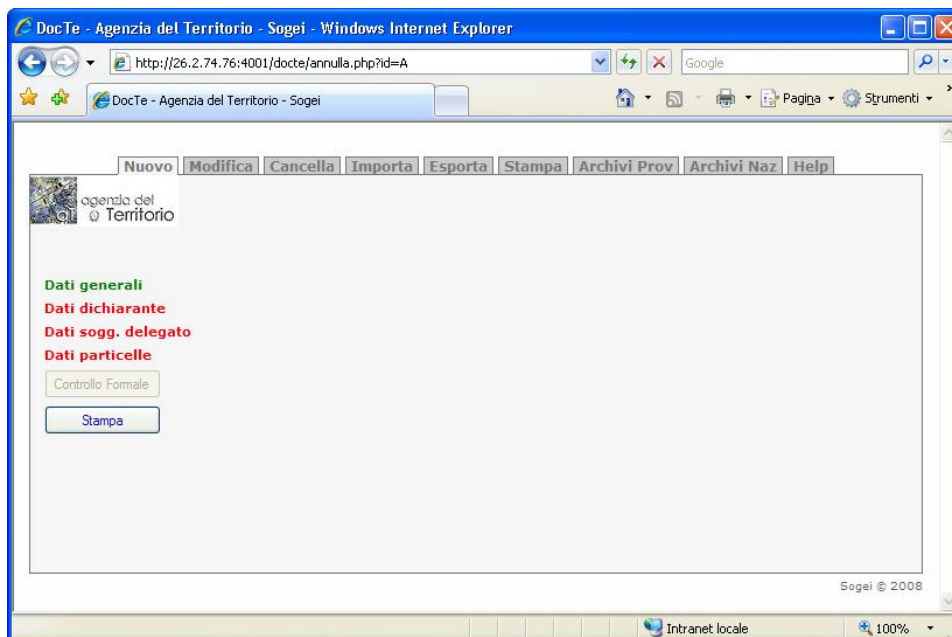 DocTe - Agenzia del Territorio - Sogei - Windows Internet Explorer
http://26.2.74.76:4001/docte/annulla.php?id=A
Google
DocTe - Agenzia del Territorio - Sogei
Pagina
Strumenti
Nuovo Modifica Cancella Importa Esporta Stampa Archivi Prov Archivi Naz Help
agenzia del
Territorio
Dati generali
Dati dichiarante
Dati sogg. delegato
Dati particelle
Controllo Formale
Stampa
Sogei © 2008
Intranet locale
100%